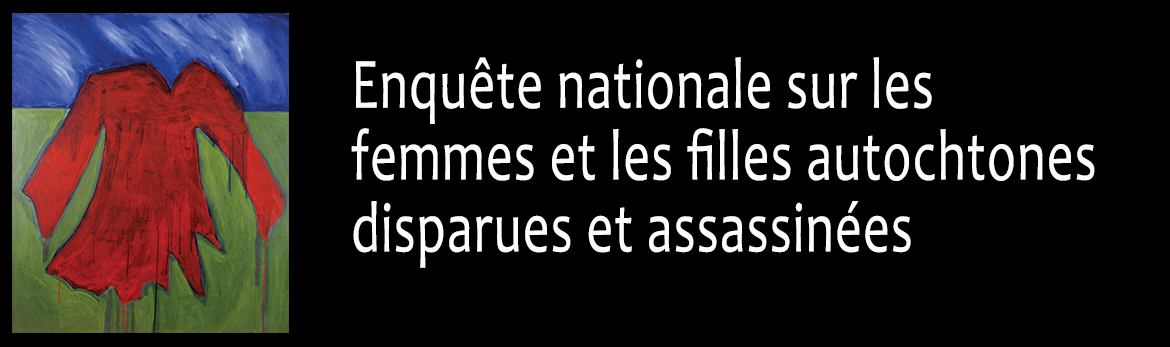 Enquête nationale sur les
femmes et les filles autochtones
disparues et assassinées